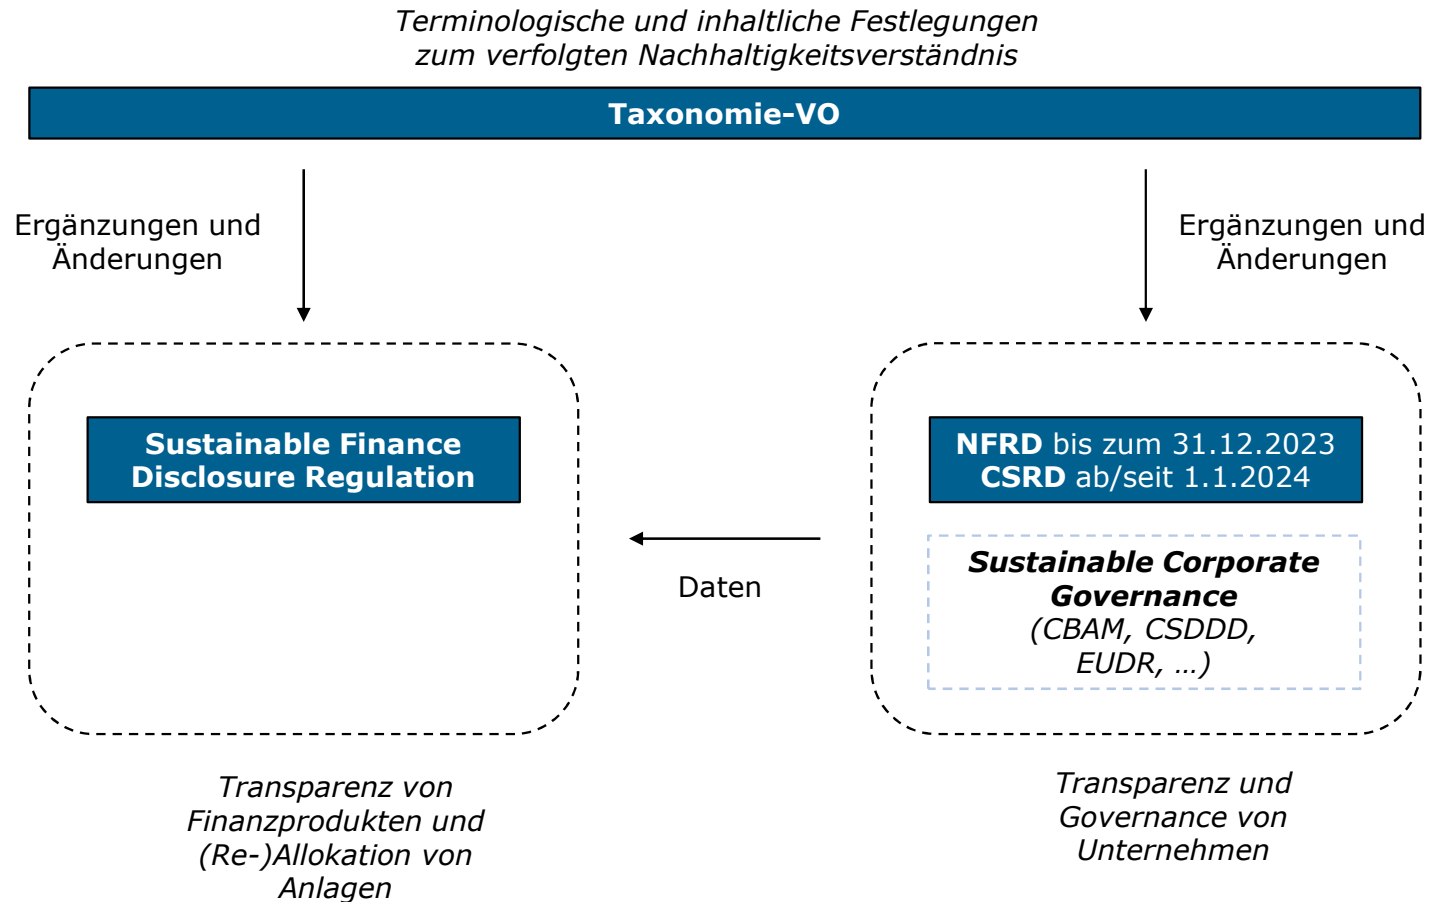 Terminologische und inhaltliche Festlegungen
zum verfolgten Nachhaltigkeitsverständnis
Taxonomie-VO
Ergänzungen und
Änderungen
Ergänzungen und
Änderungen
Sustainable Finance
Disclosure Regulation
NFRD bis zum 31.12.2023
CSRD ab/seit 1.1.2024
Sustainable Corporate
Governance
(CBAM, CSDDD,
EUDR, …)
Daten
Transparenz von
Finanzprodukten und
(Re-)Allokation von
Anlagen
Transparenz und
Governance von
Unternehmen